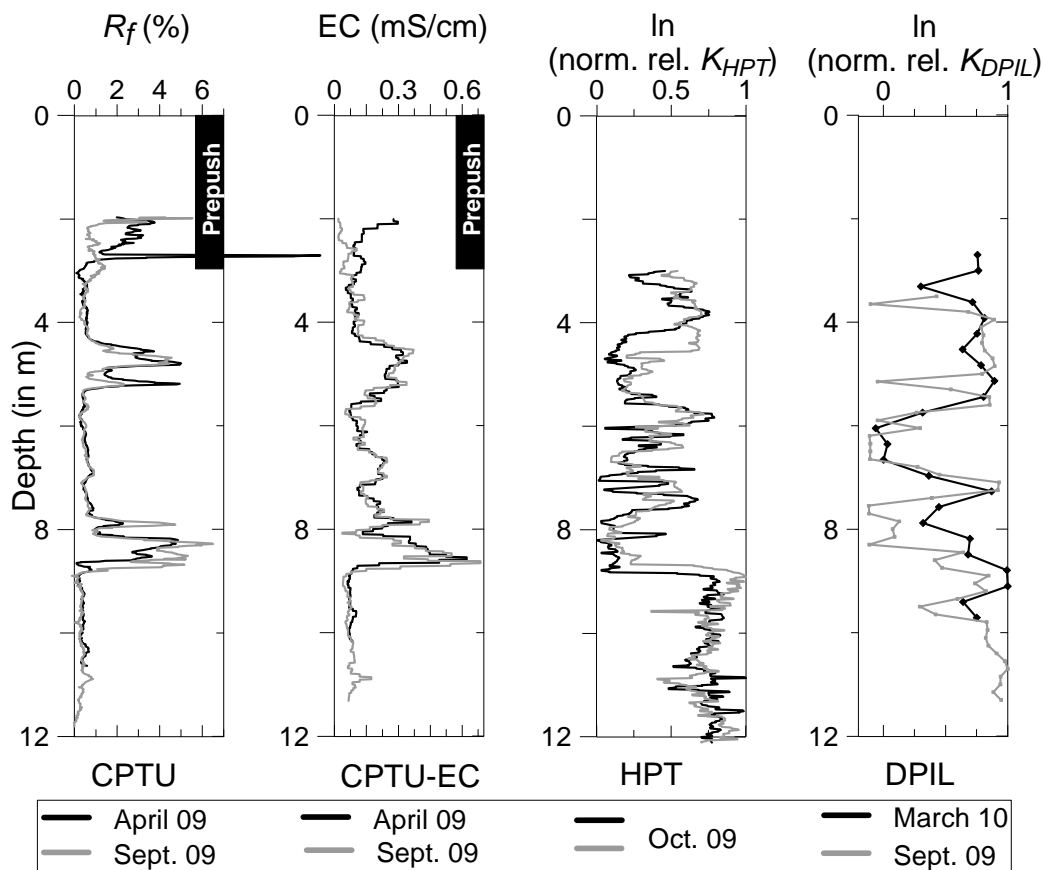 Rf (%)
EC (mS/cm)
ln
(norm. rel. KHPT)
ln
(norm. rel. KDPIL)
0 2 4 6
0 0.3 0.6
0 0.5 1
0 1
0 0 0 0
Prepush
Prepush
4 4 4 4
Depth (in m)
8 8 8 8
12 12 12 12
CPTU
CPTU-EC
HPT
DPIL
April 09
Sept. 09
April 09
Sept. 09
Oct. 09
March 10
Sept. 09